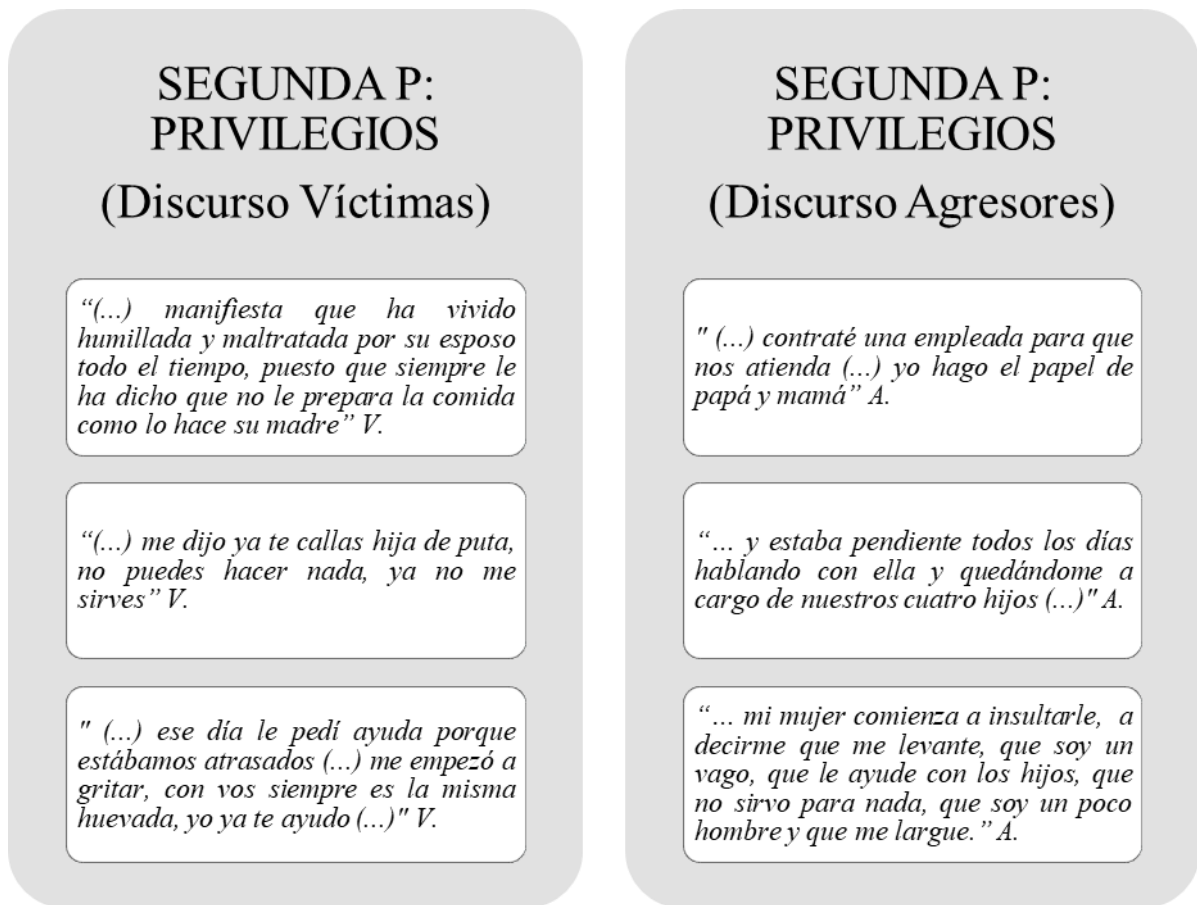 SEGUNDA P:
PRIVILEGIOS
(Discurso Víctimas)
“(...) manifiesta que ha vivido
humillada y maltratada por su esposo
todo el tiempo, puesto que siempre le
ha dicho que no le prepara la comida
como lo hace su madre” V.
“(...) me dijo ya te callas hija de puta,
no puedes hacer nada, ya no me
sirves” V.
" (...) ese día le pedí ayuda porque
estábamos atrasados (...) me empezó a
gritar, con vos siempre es la misma
huevada, yo ya te ayudo (...)" V.
SEGUNDA P:
PRIVILEGIOS
(Discurso Agresores)
" (...) contraté una empleada para que
nos atienda (...) yo hago el papel de
papá y mamá” A.
“... y estaba pendiente todos los días
hablando con ella y quedándome a
cargo de nuestros cuatro hijos (...)" A.
“... mi mujer comienza a insultarle, a
decirme que me levante, que soy un
vago, que le ayude con los hijos, que
no sirvo para nada, que soy un poco
hombre y que me largue.” A.